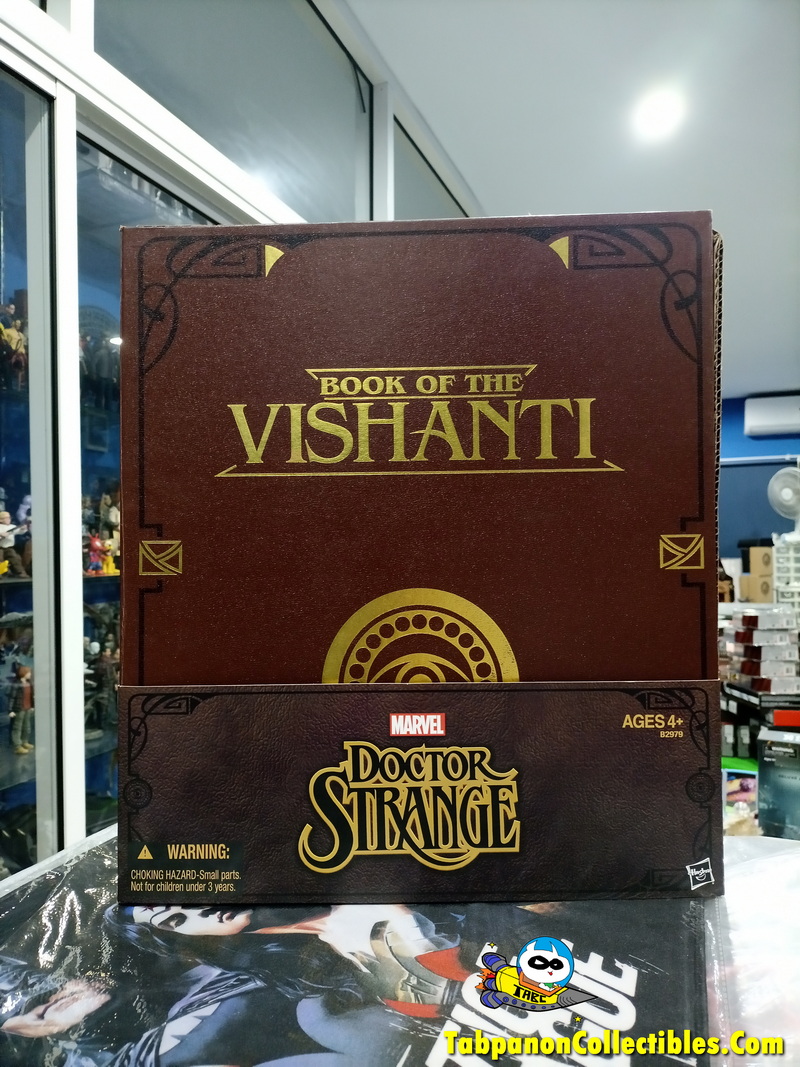 BOOK OF THE
VISHANTI
MARVEL
AGES 4+
B2979
DOCTOR
STRANGE
WARNING:
CHOKING HAZARD-Small parts.
Not for children under 3 years.
Hasbro
TABC
TabpanonCollectibles.Com